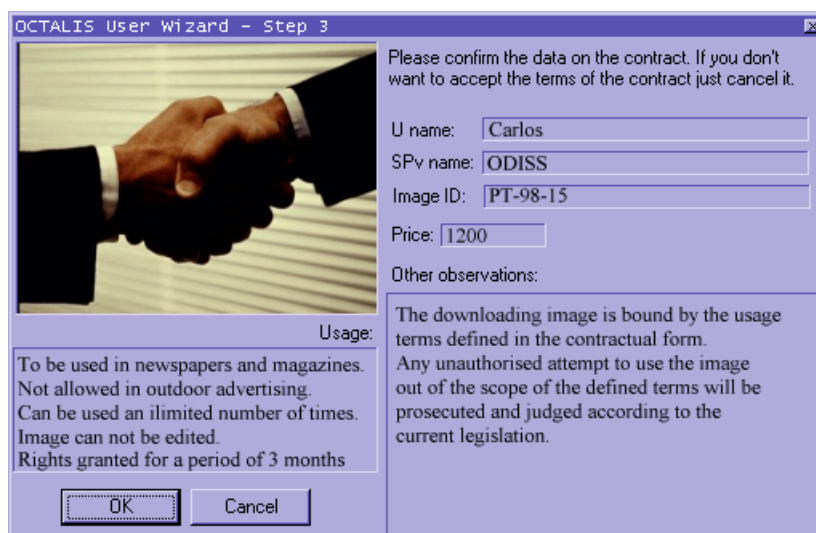 OCTALIS User Wizard - Step 3
Please confirm the data on the contract. If you don't
want to accept the terms of the contract just cancel it.
U name: Carlos
SPv name: ODISS
Image ID: PT-98-15
Price: 1200
Other observations:
The downloading image is bound by the usage
terms defined in the contractual form.
Any unauthorised attempt to use the image
out of the scope of the defined terms will be
prosecuted and judged according to the
current legislation.
Usage:
To be used in newspapers and magazines.
Not allowed in outdoor advertising.
Can be used an ilimited number of times.
Image can not be edited.
Rights granted for a period of 3 months
OK
Cancel